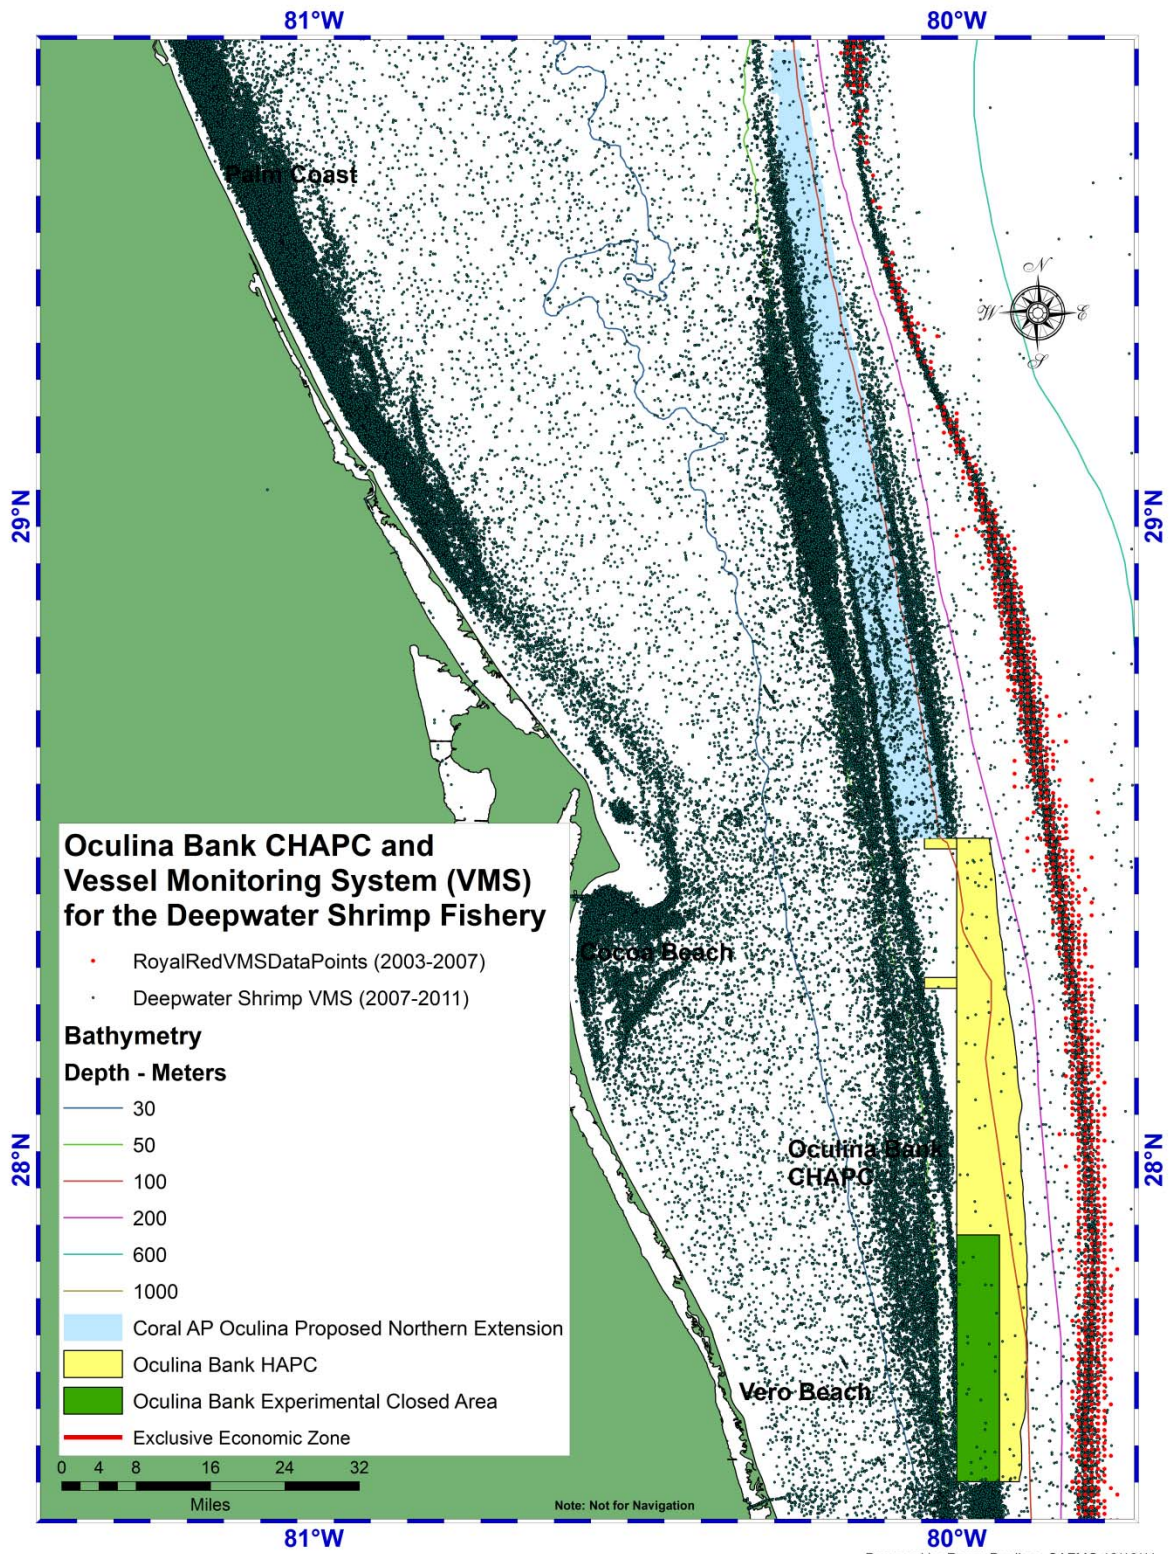 81°W
80°W
Palm Coast
N
W
E
S
29°N
29°N
Oculina Bank CHAPC and
Vessel Monitoring System (VMS)
for the Deepwater Shrimp Fishery
Cocoa Beach
RoyalRedVMSDataPoints (2003-2007)
Deepwater Shrimp VMS (2007-2011)
Bathymetry
Depth - Meters
30
50
100
200
600
1000
Oculina Bank
CHAPC
28°N
28°N
Coral AP Oculina Proposed Northern Extension
Oculina Bank HAPC
Oculina Bank Experimental Closed Area
Exclusive Economic Zone
Vero Beach
0 4 8 16 24 32
Miles
Note: Not for Navigation
81°W
80°W